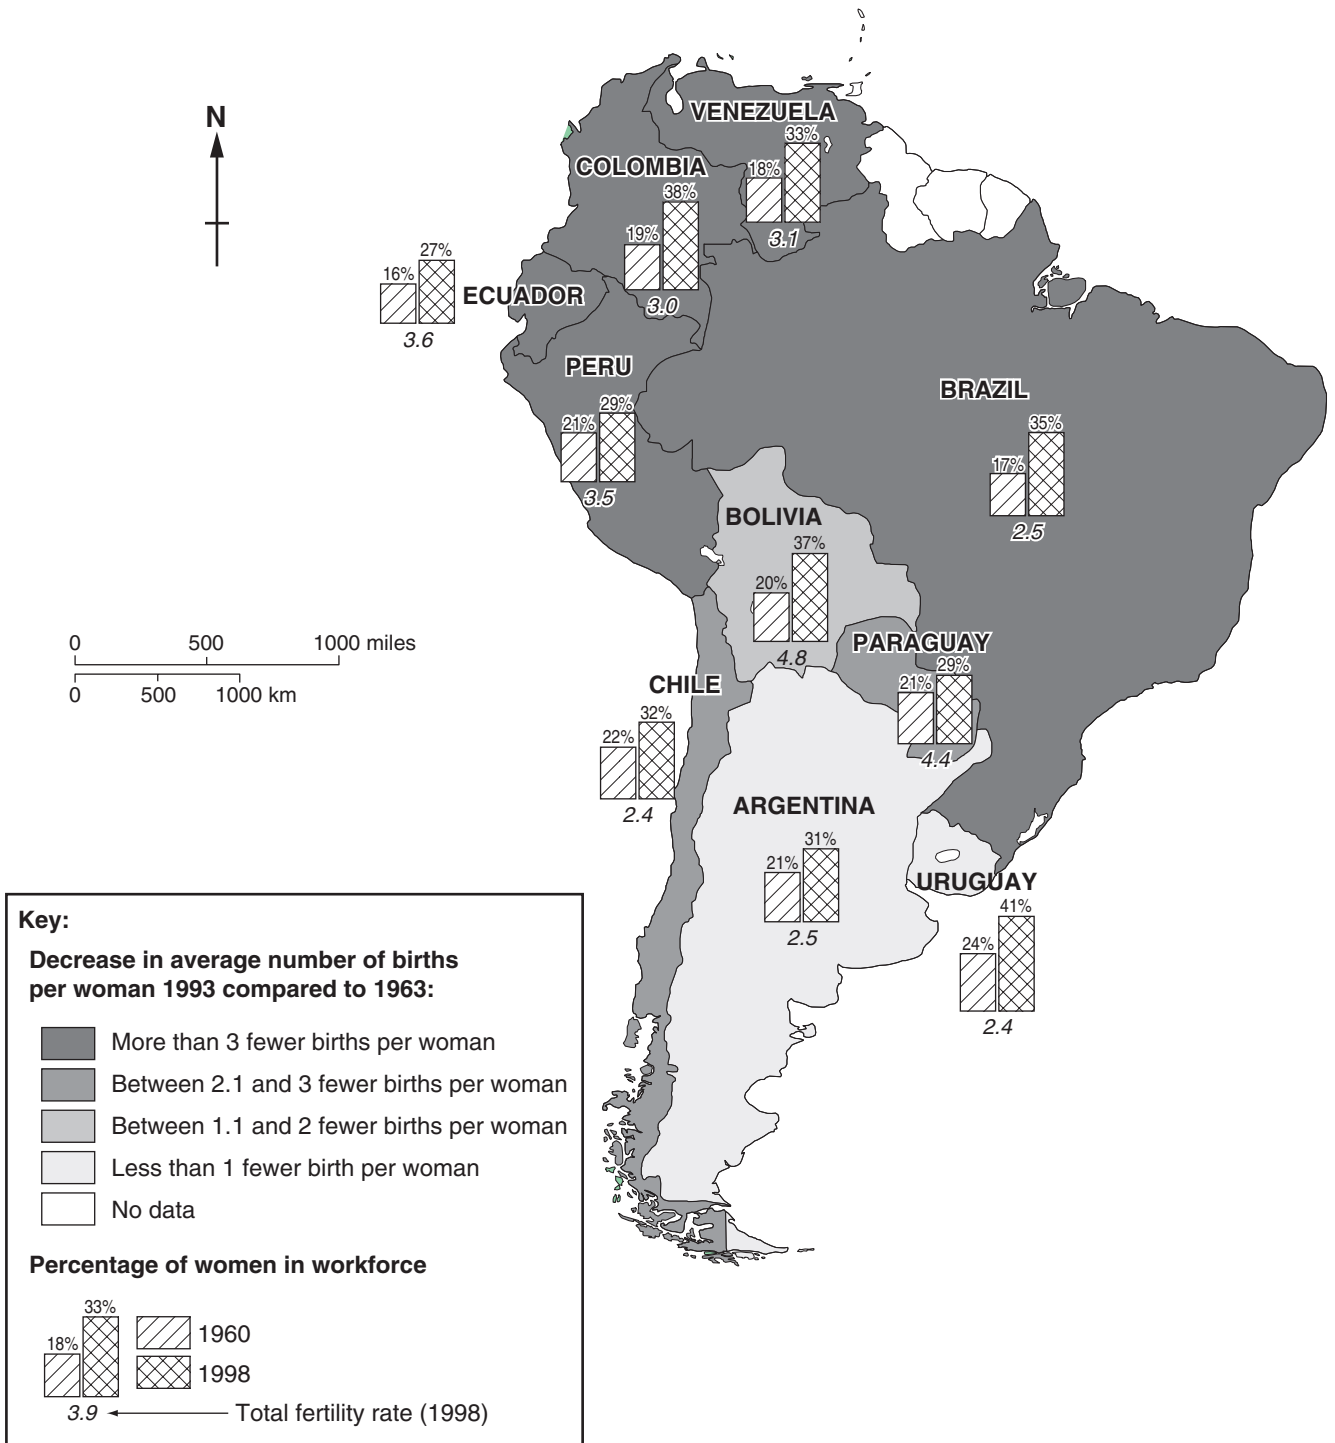 N
VENEZUELA
18%
33%
3.1
COLOMBIA
19%
38%
3.0
16%
27%
3.6
ECUADOR
PERU
21%
29%
3.5
BRAZIL
17%
35%
2.5
BOLIVIA
20%
37%
4.8
PARAGUAY
21%
29%
4.4
0 500 1000 miles
0 500 1000 km
CHILE
22%
32%
2.4
ARGENTINA
21%
31%
2.5
URUGUAY
24%
41%
2.4
Key:
Decrease in average number of births
per woman 1993 compared to 1963:
More than 3 fewer births per woman
Between 2.1 and 3 fewer births per woman
Between 1.1 and 2 fewer births per woman
Less than 1 fewer birth per woman
No data
Percentage of women in workforce
18%
33%
1960
1998
3.9
Total fertility rate (1998)